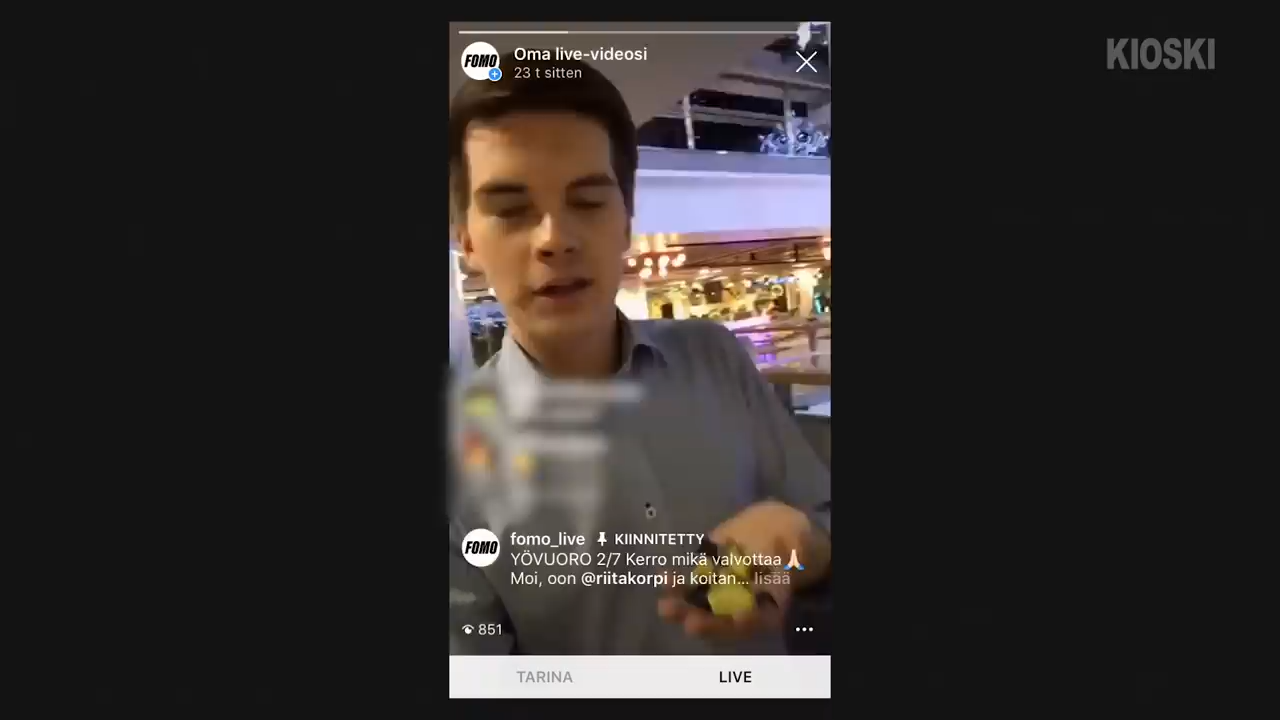 KIOSKI
FOMO
Oma live-videosi
23 t sitten
FOMO
fomo_live KIINNITETTY
YÖVUORO 2/7 Kerro mikä valvottaa🙏🏻
Moi, oon @riitakorpi ja koitan... lisää
851
TARINA
LIVE